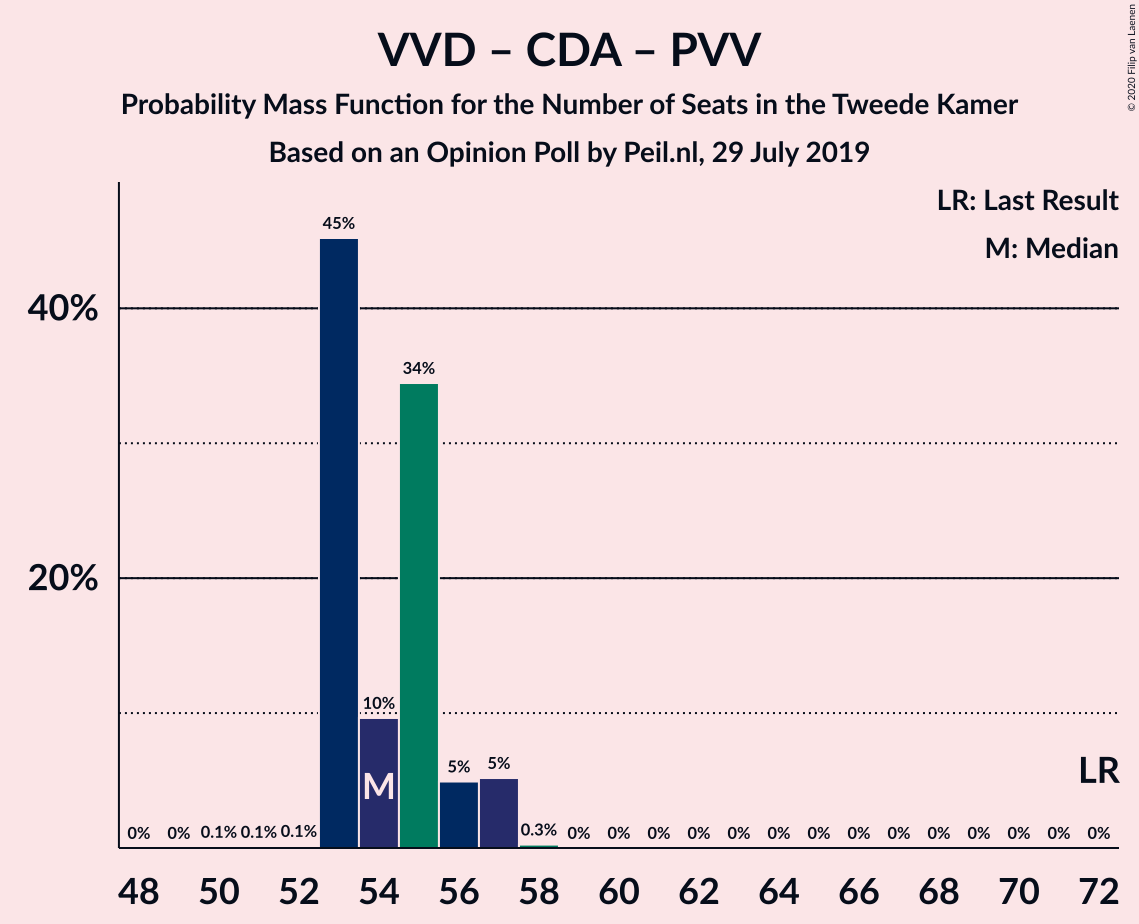 VVD – CDA – PVV
Probability Mass Function for the Number of Seats in the Tweede Kamer
Based on an Opinion Poll by Peil.nl, 29 July 2019
© 2020 Filip van Laenen
LR: Last Result
M: Median
45%
40%
34%
20%
10%
5% 5%
M
LR
0% 0% 0.1% 0.1% 0.1% 0.3% 0% 0% 0% 0% 0% 0% 0% 0% 0% 0% 0% 0% 0% 0%
48 50 52 54 56 58 60 62 64 66 68 70 72